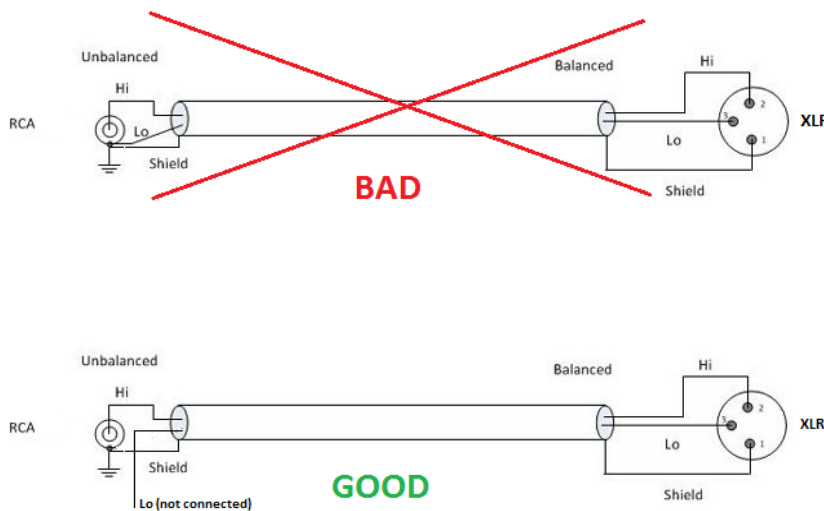 Unbalanced
Balanced
Hi
Hi
2
RCA
3
XLR
Lo
1
Lo
Shield
BAD
Shield
Unbalanced
Balanced
Hi
Hi
2
RCA
3
XLR
Lo
1
Shield
GOOD
Shield
Lo (not connected)